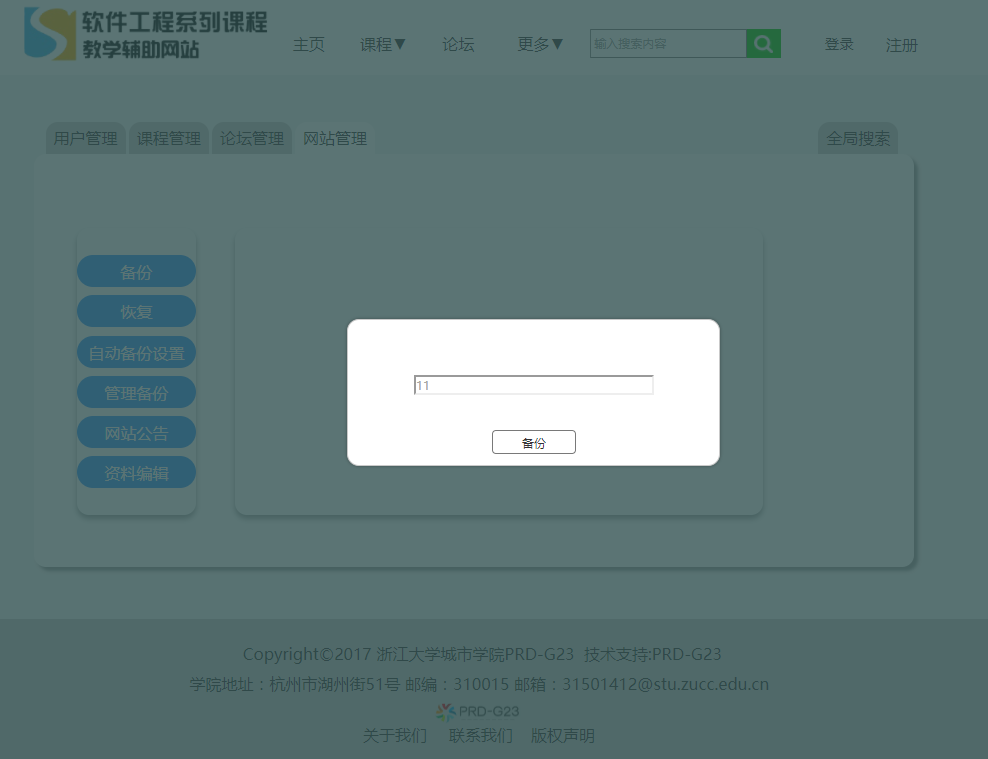 软件工程系列课程
教学辅助网站
主页 课程▼ 论坛 更多▼ 输入搜索内容 登录 注册
用户管理 课程管理 论坛管理 网站管理 全局搜索
备份
恢复
自动备份设置
管理备份
网站公告
资料编辑
11
备份
Copyright©2017 浙江大学城市学院PRD-G23 技术支持:PRD-G23
学院地址：杭州市湖州街51号 邮编：310015 邮箱：31501412@stu.zucc.edu.cn
PRD-G23
关于我们 联系我们 版权声明